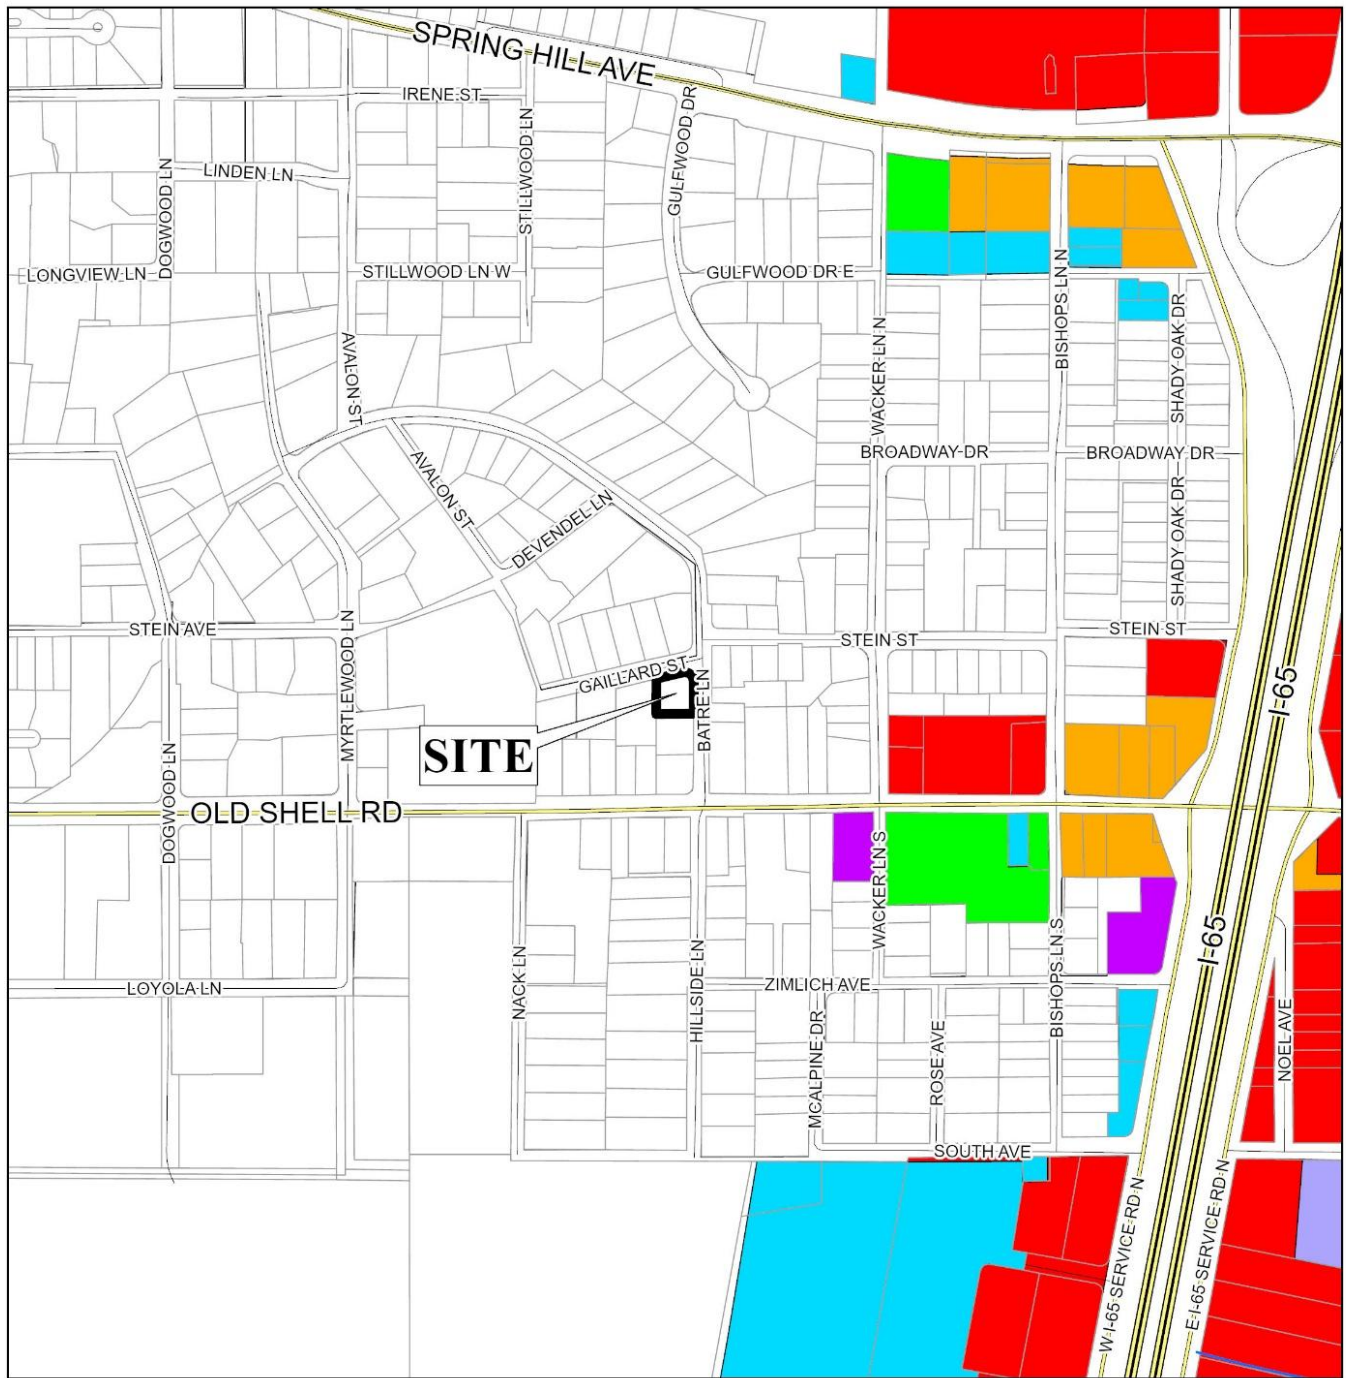 SPRING HILL AVE
IRENE ST
GULFWOOD DR
STILLWOOD LN
LINDEN LN
DOGWOOD LN
LONGVIEW LN
STILLWOOD LN W
GULFWOOD DR E
BISHOPS LN N
SHADY OAK DR
WACKER LN N
AVALON ST
BROADWAY DR
BROADWAY DR
AVALON ST
DEVENDEL LN
SHADY OAK DR
STEIN AVE
MYRTLEWOOD LN
STEIN ST
STEIN ST
GAILLARD ST
BATRE LN
I-65
SITE
DOGWOOD LN
OLD SHELL RD
WACKER LN S
I-65
NACK LN
HILLSIDE LN
BISHOPS LN S
LOYOLA LN
ZIMLICH AVE
MCALPINE DR
ROSE AVE
NOEL AVE
SOUTH AVE
W I-65 SERVICE RD N
E I-65 SERVICE RD N